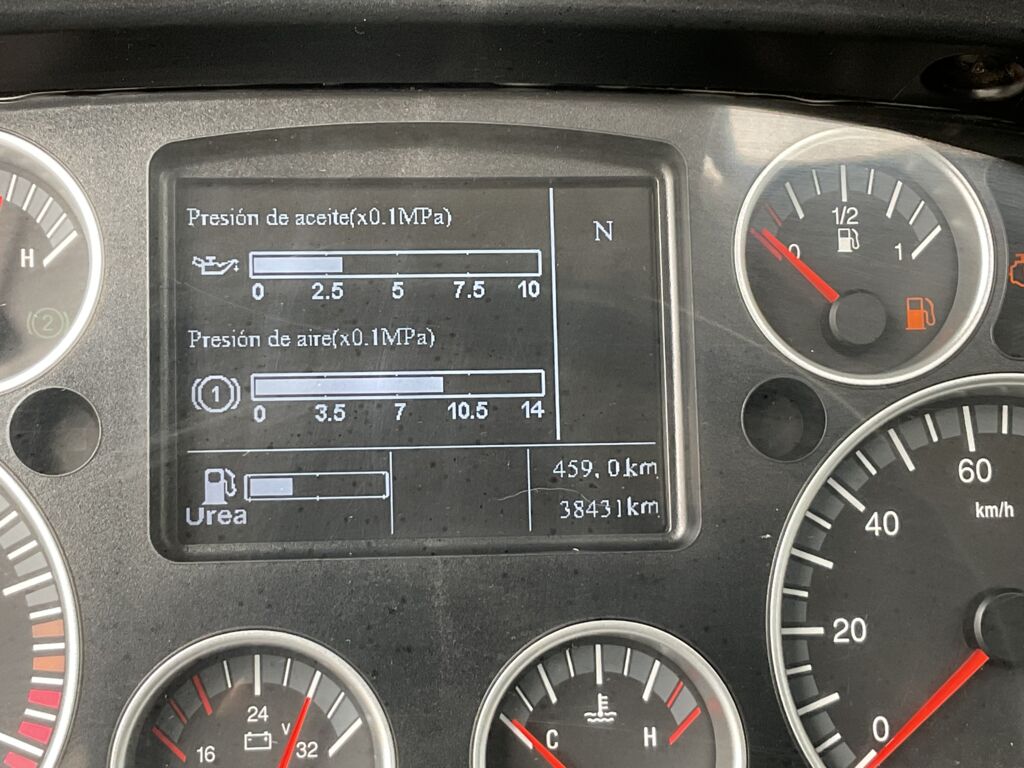 Presión de aceite(x0.1MPa)
0 2.5 5 7.5 10
Presión de aire(x0.1MPa)
1
0 3.5 7 10.5 14
N
Urea
459.0km
38431km
H
2
0 1/2 1
60
km/h
40
20
0
24
V
16 32
C H